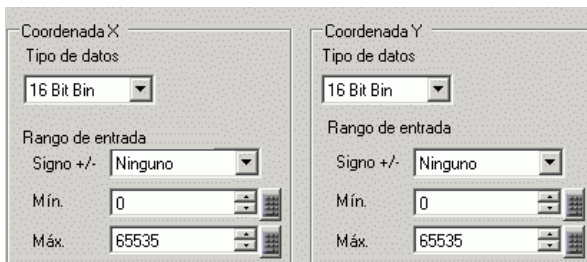 Coordenada X
Tipo de datos
16 Bit Bin
Rango de entrada
Signo +/- Ninguno
Mín. 0
Máx. 65535
Coordenada Y
Tipo de datos
16 Bit Bin
Rango de entrada
Signo +/- Ninguno
Mín. 0
Máx. 65535